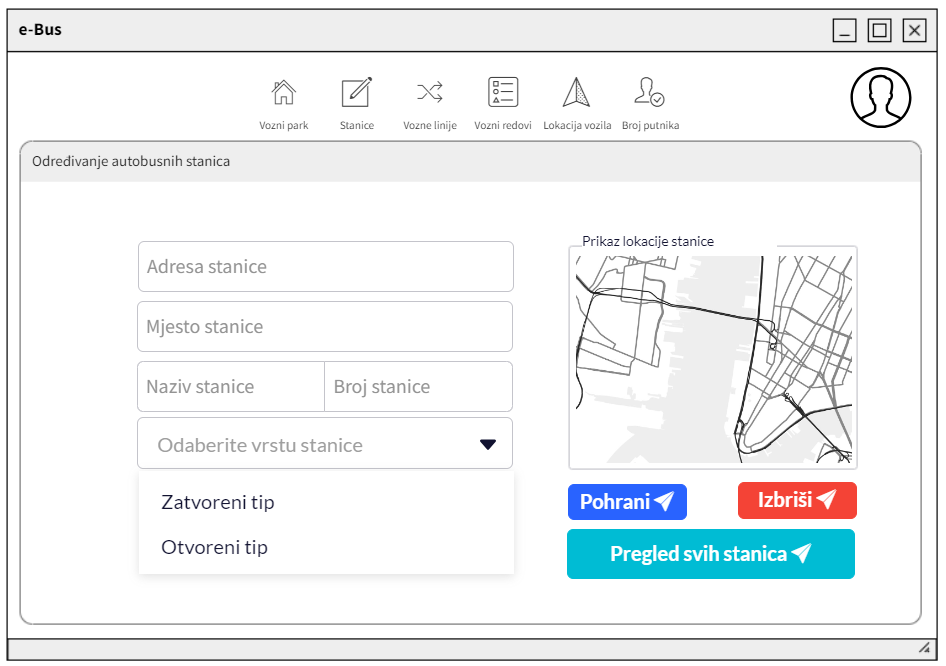 e-Bus
Vozni park
Stanice
Vozne linije
Vozni redovi
Lokacija vozila
Broj putnika
Određivanje autobusnih stanica
Prikaz lokacije stanice
Adresa stanice
Mjesto stanice
Naziv stanice
Broj stanice
Odaberite vrstu stanice
Zatvoreni tip
Otvoreni tip
Pohrani
Izbriši
Pregled svih stanica